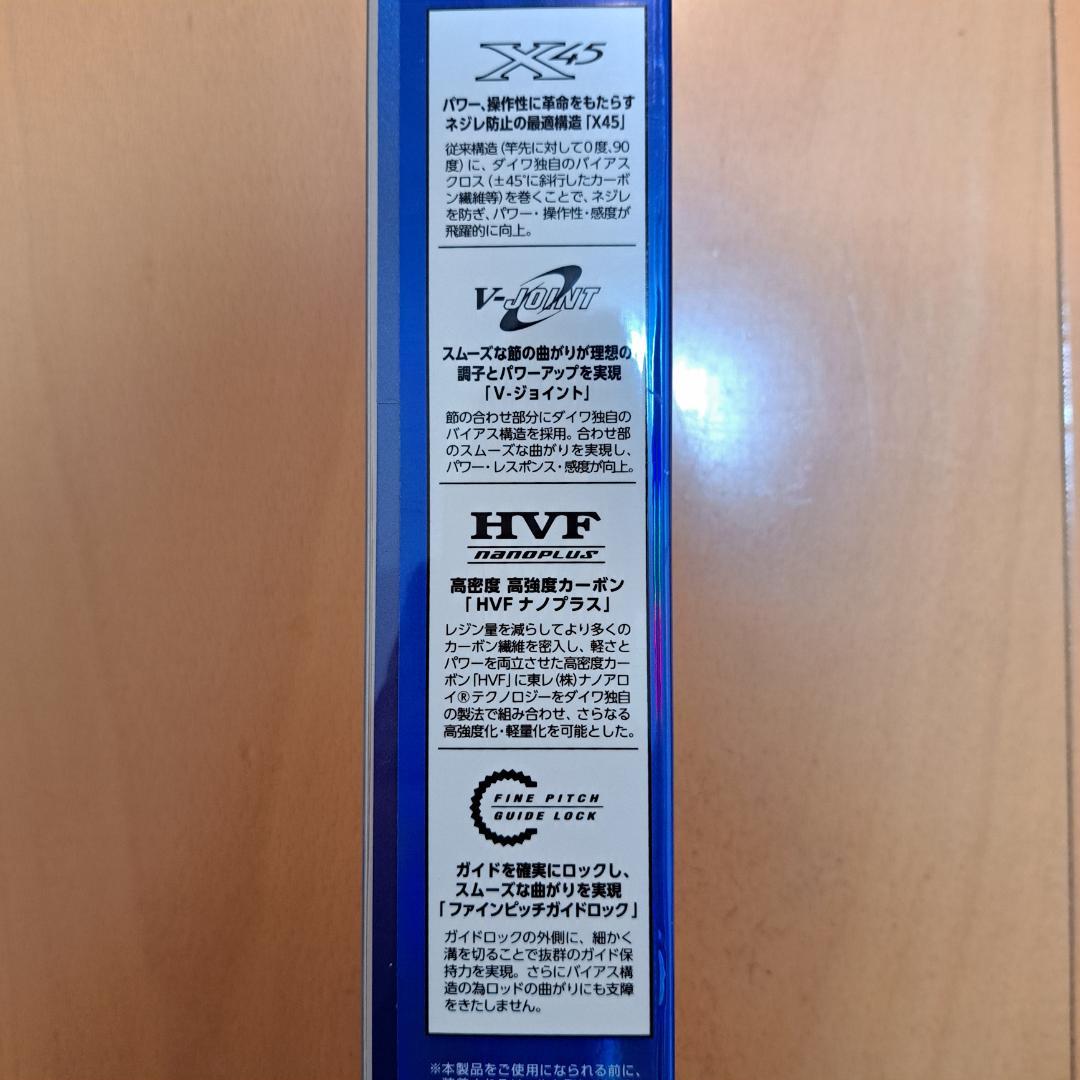 X45
パワー、操作性に革命をもたらす
ネジレ防止の最適構造「X45」
従来構造(竿先に対して0度、90
度)に、ダイワ独自のバイアス
クロス(±45°に斜行したカーボ
ン繊維等)を巻くことで、ネジレ
を防ぎ、パワー・操作性・感度が
飛躍的に向上。
V-JOINT
スムーズな節の曲がりが理想の
調子とパワーアップを実現
「V-ジョイント」
節の合わせ部分にダイワ独自の
バイアス構造を採用。合わせ部
のスムーズな曲がりを実現し、
パワー・レスポンス・感度が向上。
HVF
nanoPLUS
高密度 高強度カーボン
「HVF ナノプラス」
レジン量を減らしてより多くの
カーボン繊維を密入し、軽さと
パワーを両立させた高密度カー
ボン「HVF」に東レ(株)ナノアロ
イ®テクノロジーをダイワ独自
の製法で組み合わせ、さらなる
高強度化・軽量化を可能とした。
FINE PITCH
GUIDE LOCK
ガイドを確実にロックし、
スムーズな曲がりを実現
「ファインピッチガイドロック」
ガイドロックの外側に、細かく
溝を切ることで抜群のガイド保
持力を実現。さらにバイアス構
造の為ロッドの曲がりにも支障
をきたしません。
※本製品をご使用になられる前に、